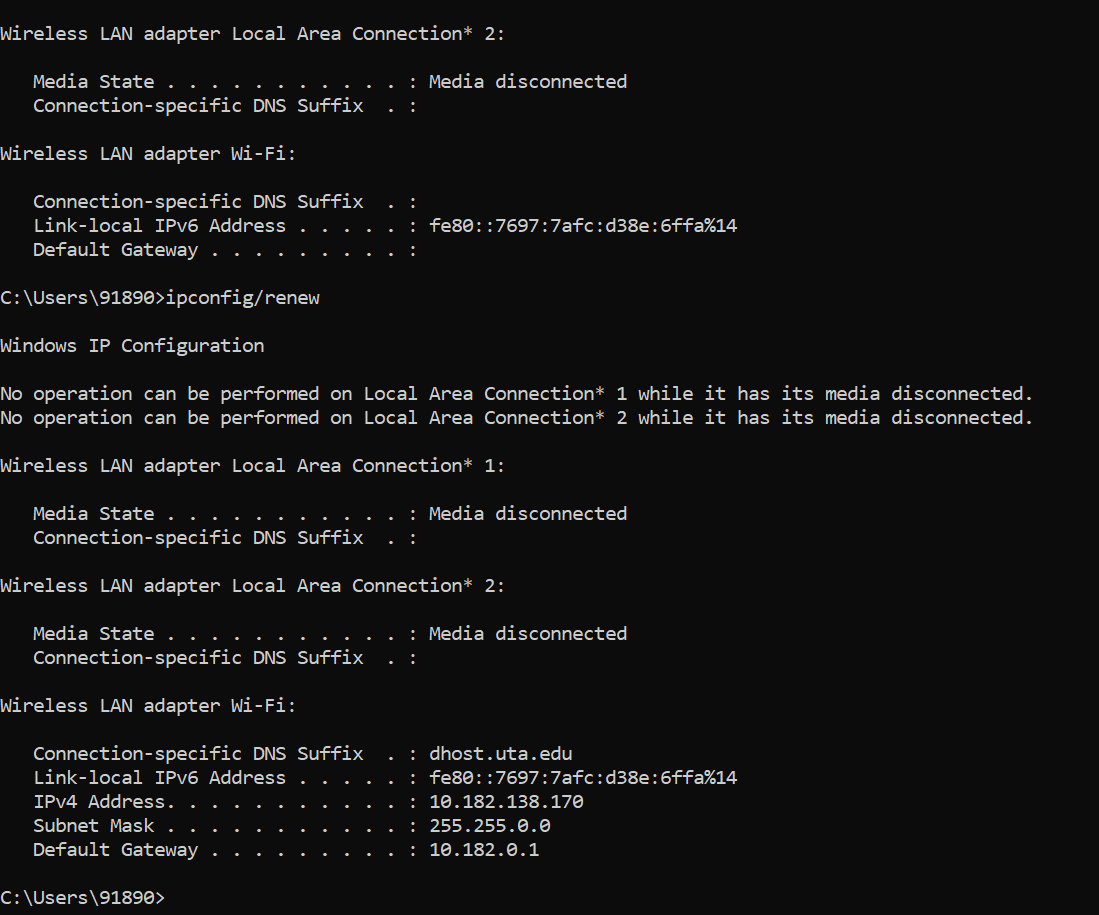 Wireless LAN adapter Local Area Connection* 2:
   Media State . . . . . . . . . . . : Media disconnected
   Connection-specific DNS Suffix  . :
Wireless LAN adapter Wi-Fi:
   Connection-specific DNS Suffix  . :
   Link-local IPv6 Address . . . . . : fe80::7697:7afc:d38e:6ffa%14
   Default Gateway . . . . . . . . . :
C:\Users\91890>ipconfig/renew
Windows IP Configuration
No operation can be performed on Local Area Connection* 1 while it has its media disconnected.
No operation can be performed on Local Area Connection* 2 while it has its media disconnected.
Wireless LAN adapter Local Area Connection* 1:
   Media State . . . . . . . . . . . : Media disconnected
   Connection-specific DNS Suffix  . :
Wireless LAN adapter Local Area Connection* 2:
   Media State . . . . . . . . . . . : Media disconnected
   Connection-specific DNS Suffix  . :
Wireless LAN adapter Wi-Fi:
   Connection-specific DNS Suffix  . : dhost.uta.edu
   Link-local IPv6 Address . . . . . : fe80::7697:7afc:d38e:6ffa%14
   IPv4 Address. . . . . . . . . . . : 10.182.138.170
   Subnet Mask . . . . . . . . . . . : 255.255.0.0
   Default Gateway . . . . . . . . . : 10.182.0.1
C:\Users\91890>